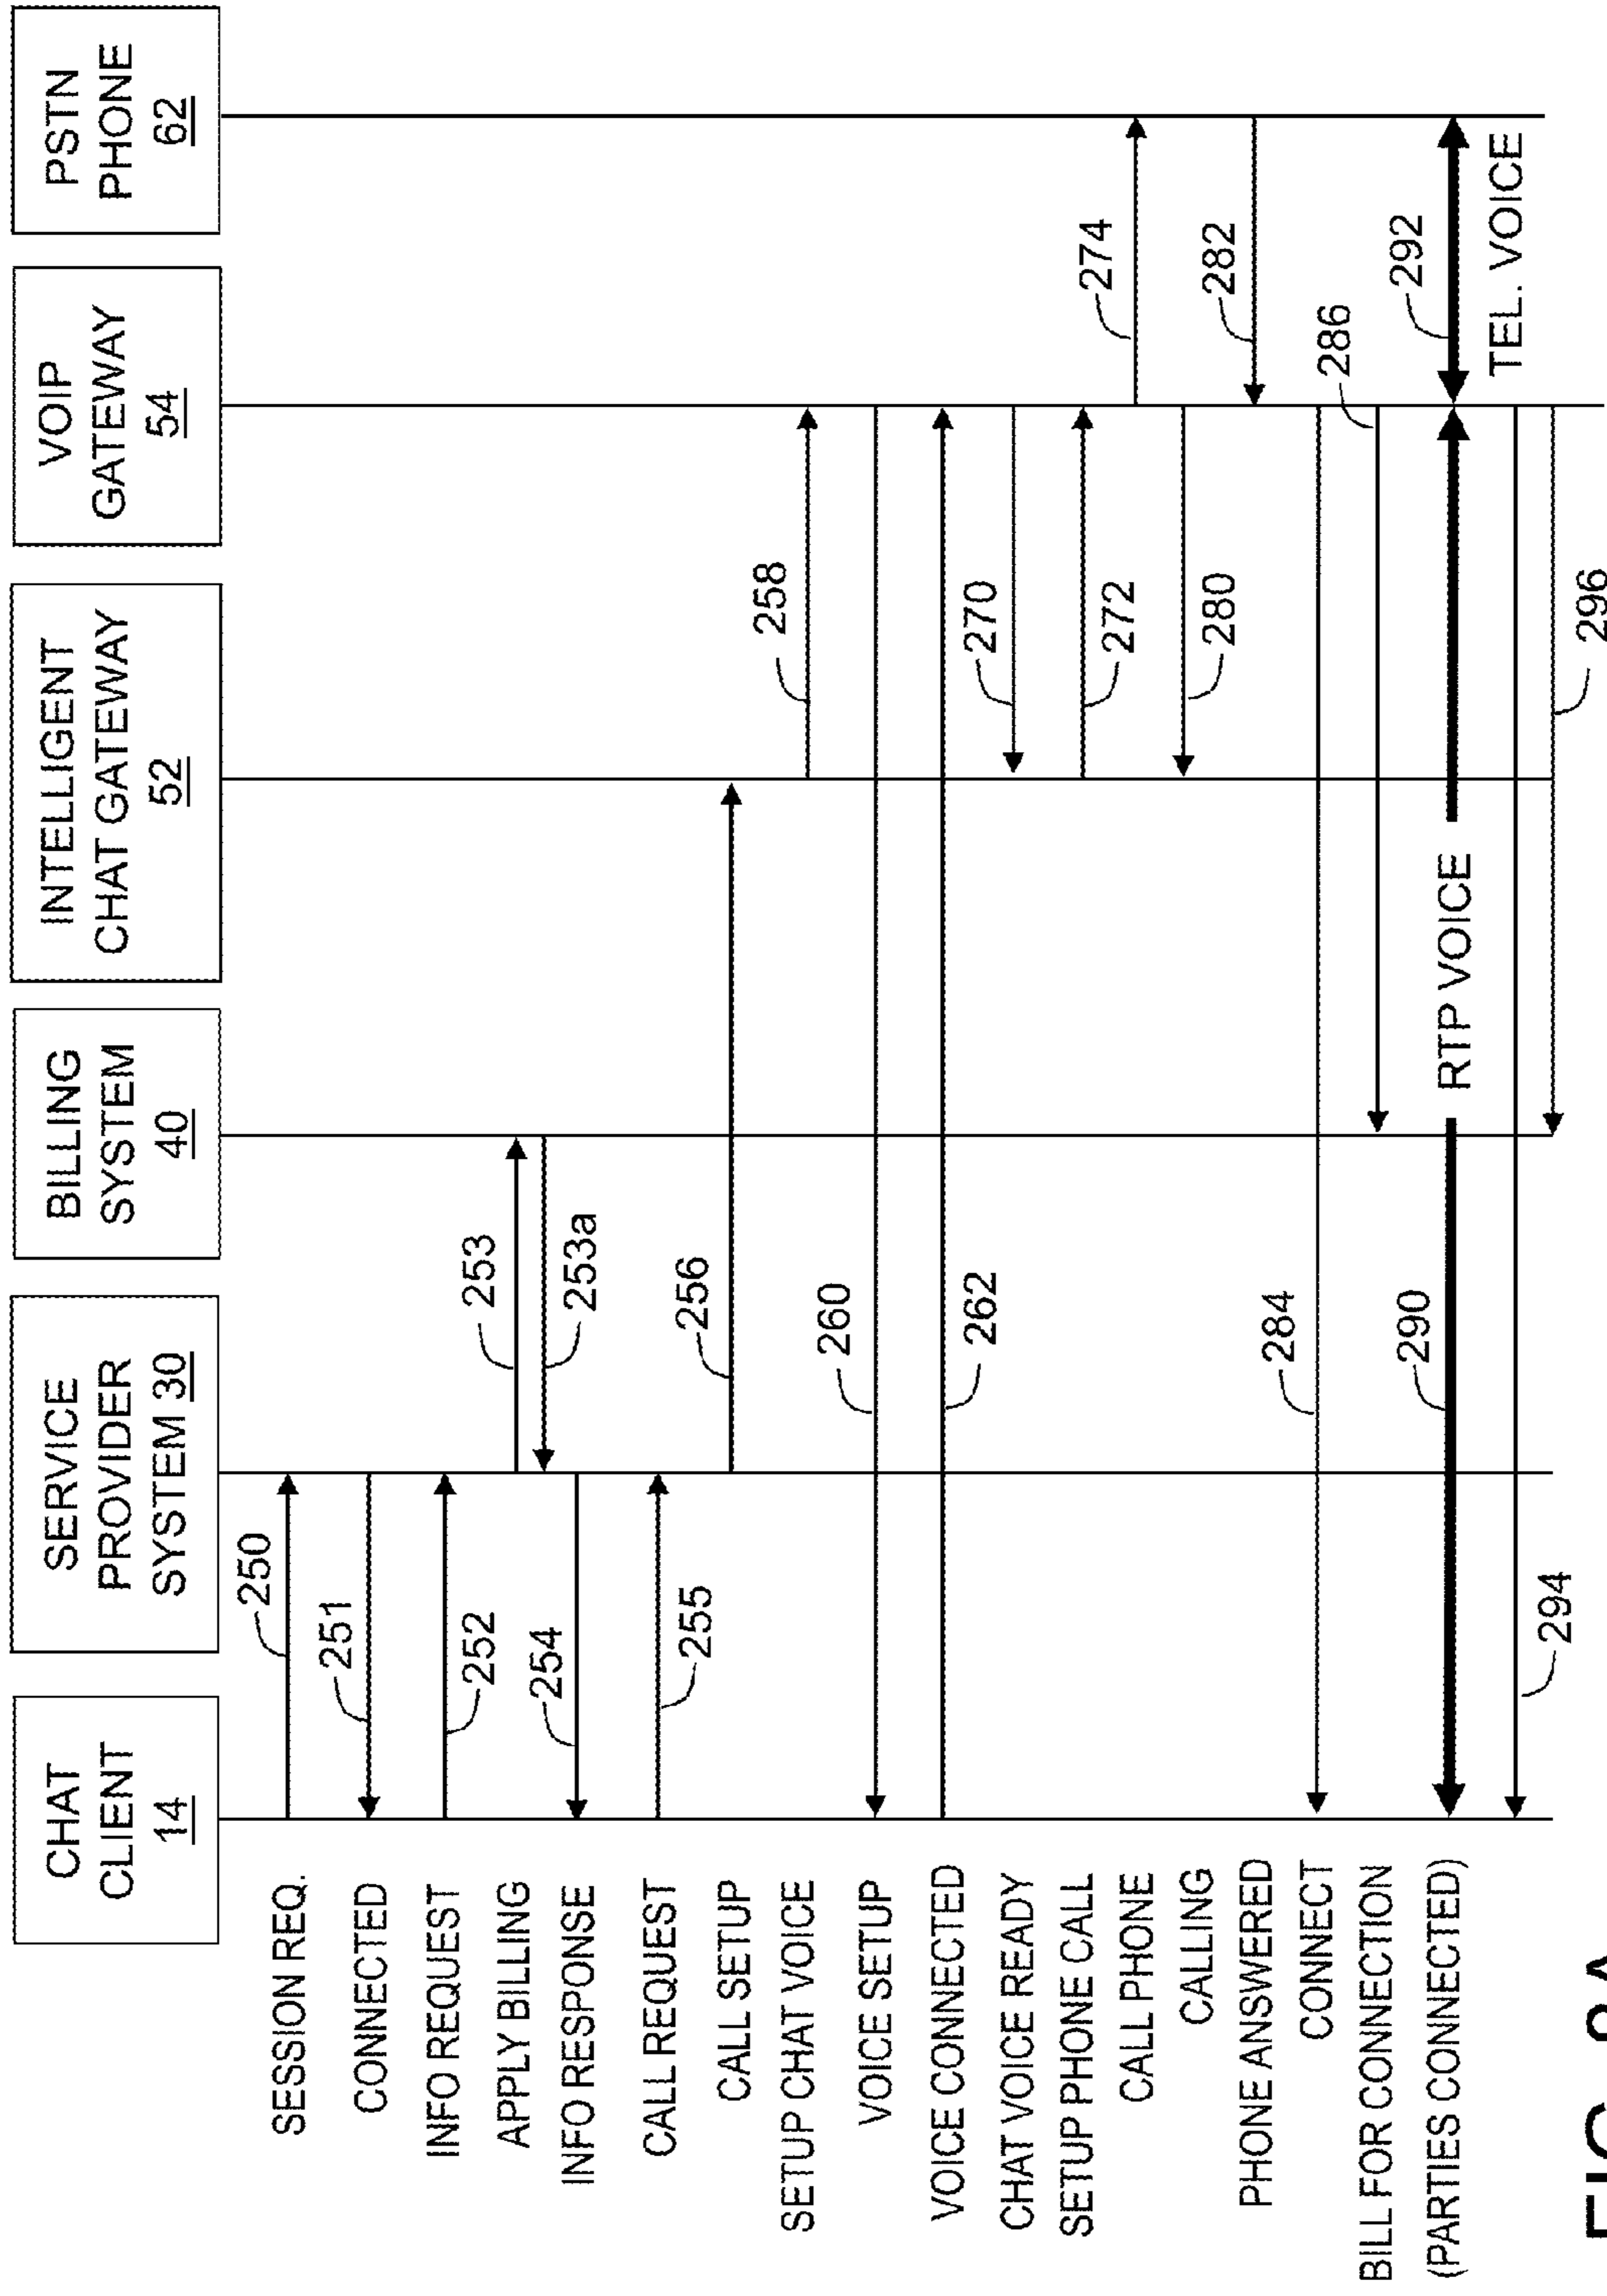 CHAT
CLIENT
14
SERVICE
PROVIDER
SYSTEM 30
BILLING
SYSTEM
40
INTELLIGENT
CHAT GATEWAY
52
VOIP
GATEWAY
54
PSTN
PHONE
62
SESSION REQ.
250
CONNECTED
251
INFO REQUEST
252
APPLY BILLING
253
253a
INFO RESPONSE
254
CALL REQUEST
255
CALL SETUP
256
SETUP CHAT VOICE
258
VOICE SETUP
260
VOICE CONNECTED
262
CHAT VOICE READY
270
SETUP PHONE CALL
272
CALL PHONE
274
CALLING
280
PHONE ANSWERED
282
CONNECT
284
BILL FOR CONNECTION
286
(PARTIES CONNECTED)
290
RTP VOICE
292
TEL. VOICE
294
296